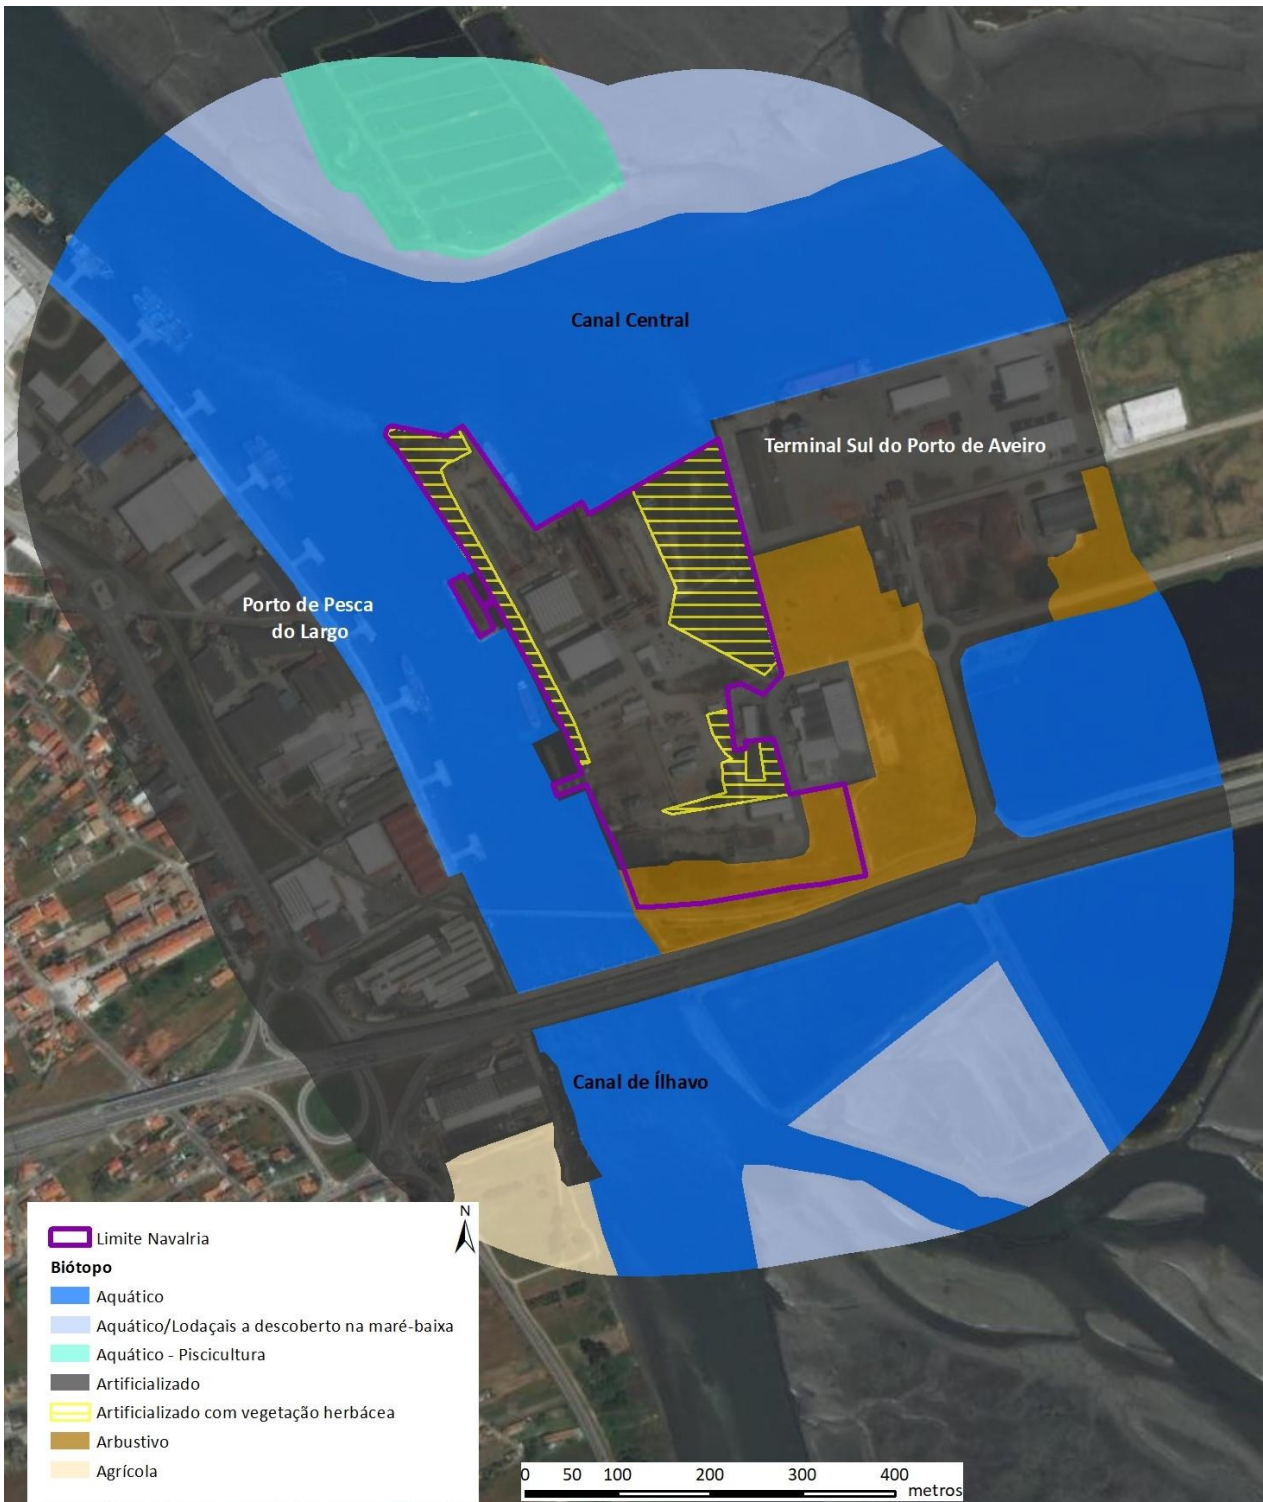 Canal Central
Terminal Sul do Porto de Aveiro
Porto de Pesca
do Largo
Canal de Ílhavo
N
Limite Navalria
Biótopo
Aquático
Aquático/Lodaçais a descoberto na maré-baixa
Aquático - Piscicultura
Artificializado
Artificializado com vegetação herbácea
Arbustivo
Agrícola
0 50 100 200 300 400
metros